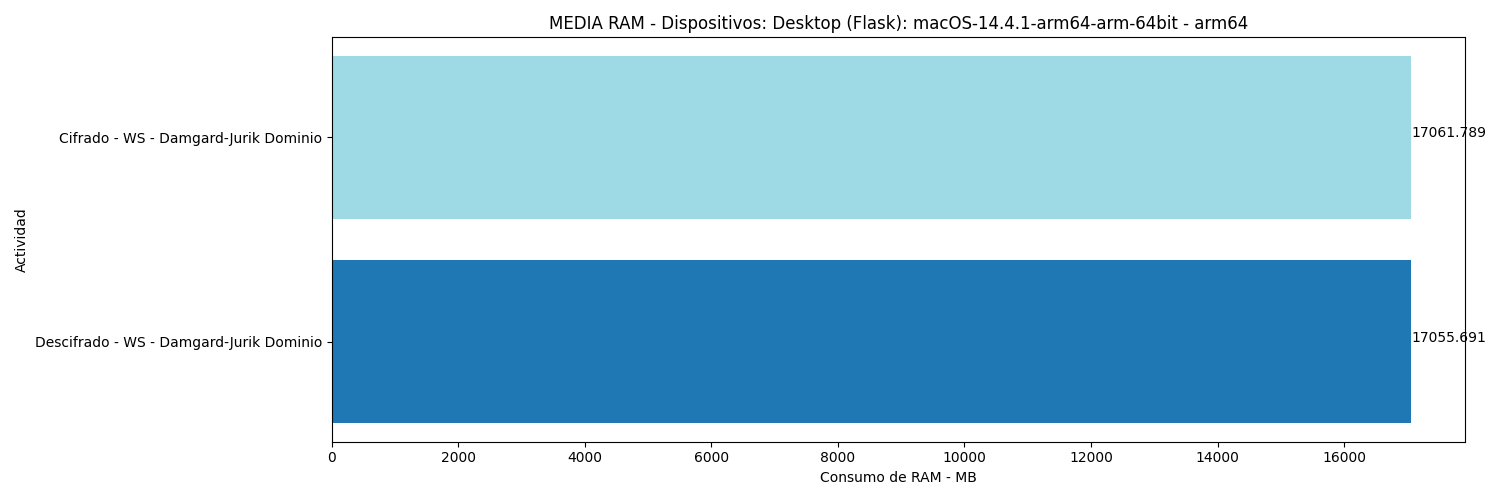 MEDIA RAM - Dispositivos: Desktop (Flask): macOS-14.4.1-arm64-arm-64bit - arm64
Cifrado - WS - Damgard-Jurik Dominio
17061.789
Actividad
Descifrado - WS - Damgard-Jurik Dominio
17055.691
0 2000 4000 6000 8000 10000 12000 14000 16000
Consumo de RAM - MB